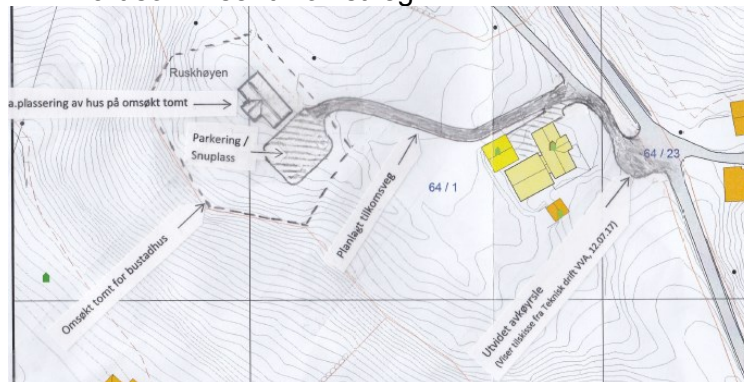 Ruskhøyen
a.plassering av hus på omsøkt tomt
Parkering /
Snuplass
64 / 1
64 / 23
Planlagt tilkomsveg
Omsøkt tomt for bustadhus
Utvidet avkøyrsle
(Viser tilskisse fra Teknisk drift VVA, 12.07.17)